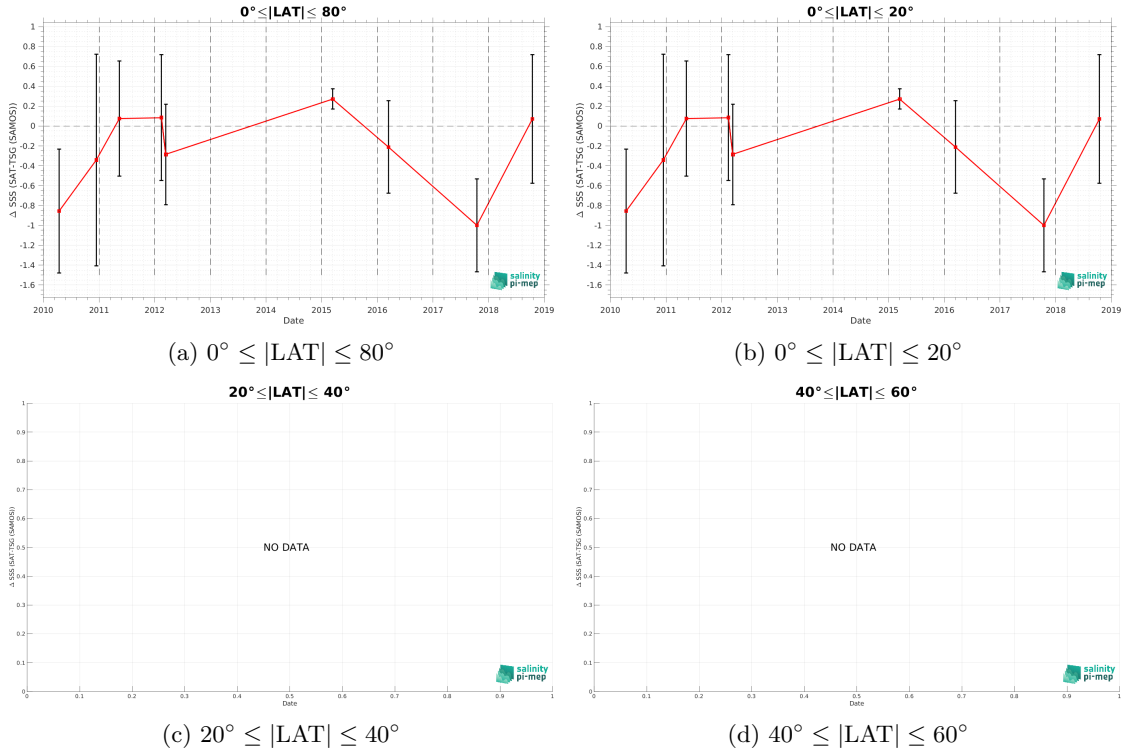 0°≤|LAT|≤ 80°
Δ SSS (SAT-TSG (SAMOS))
1
0.8
0.6
0.4
0.2
0
-0.2
-0.4
-0.6
-0.8
-1
-1.2
-1.4
-1.6
2010 2011 2012 2013 2014 2015 2016 2017 2018 2019
Date
salinity
pi-mep
(a) 0° ≤ |LAT| ≤ 80°
0°≤|LAT|≤ 20°
Δ SSS (SAT-TSG (SAMOS))
1
0.8
0.6
0.4
0.2
0
-0.2
-0.4
-0.6
-0.8
-1
-1.2
-1.4
-1.6
2010 2011 2012 2013 2014 2015 2016 2017 2018 2019
Date
salinity
pi-mep
(b) 0° ≤ |LAT| ≤ 20°
20°≤|LAT|≤ 40°
Δ SSS (SAT-TSG (SAMOS))
1
0.9
0.8
0.7
0.6
0.5
0.4
0.3
0.2
0.1
0
NO DATA
0 0.1 0.2 0.3 0.4 0.5 0.6 0.7 0.8 0.9 1
Date
salinity
pi-mep
(c) 20° ≤ |LAT| ≤ 40°
40°≤|LAT|≤ 60°
Δ SSS (SAT-TSG (SAMOS))
1
0.9
0.8
0.7
0.6
0.5
0.4
0.3
0.2
0.1
0
NO DATA
0 0.1 0.2 0.3 0.4 0.5 0.6 0.7 0.8 0.9 1
Date
salinity
pi-mep
(d) 40° ≤ |LAT| ≤ 60°